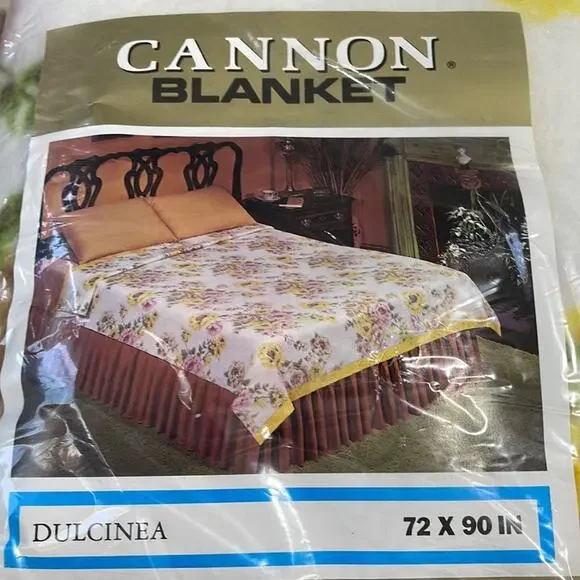 CANNON®
BLANKET
DULCINEA
72 X 90 IN